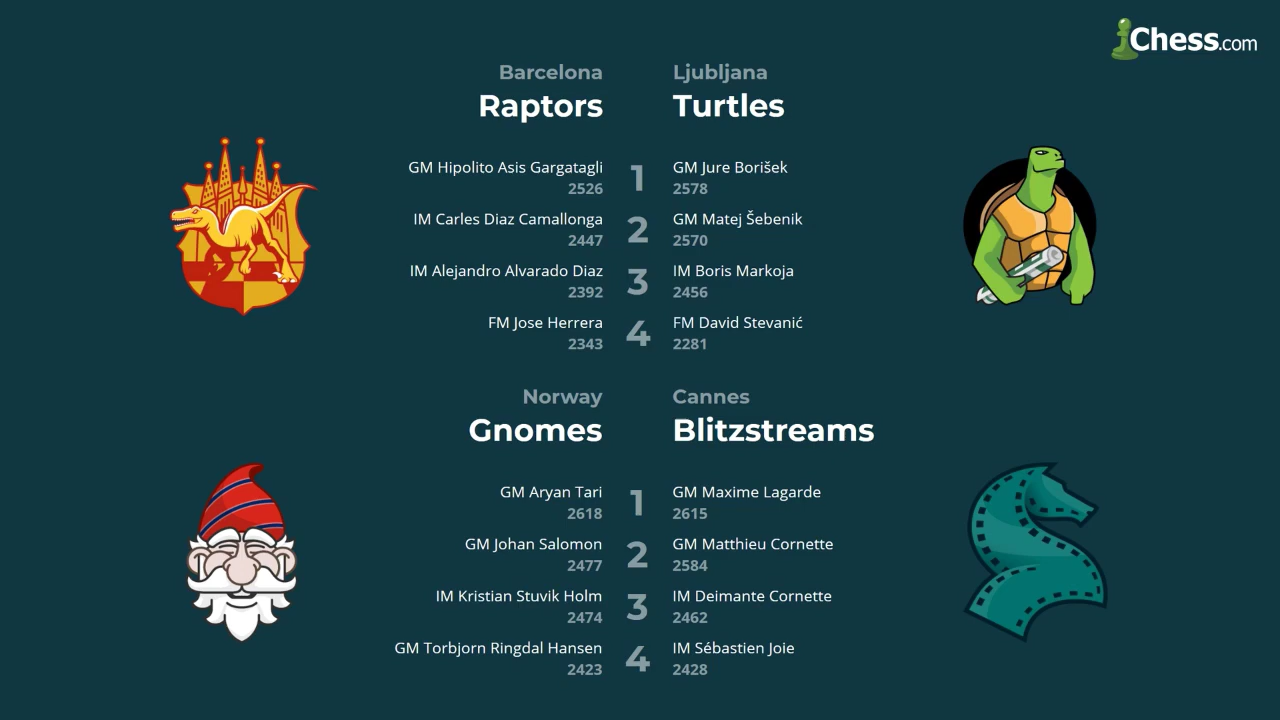 Chess.com
Barcelona
Raptors
Ljubljana
Turtles
GM Hipolito Asis Gargatagli
2526
1
GM Jure Borišek
2578
IM Carles Diaz Camallonga
2447
2
GM Matej Šebenik
2570
IM Alejandro Alvarado Diaz
2392
3
IM Boris Markoja
2456
FM Jose Herrera
2343
4
FM David Stevanić
2281
Norway
Gnomes
Cannes
Blitzstreams
GM Aryan Tari
2618
1
GM Maxime Lagarde
2615
GM Johan Salomon
2477
2
GM Matthieu Cornette
2584
IM Kristian Stuvik Holm
2474
3
IM Deimante Cornette
2462
GM Torbjorn Ringdal Hansen
2423
4
IM Sébastien Joie
2428